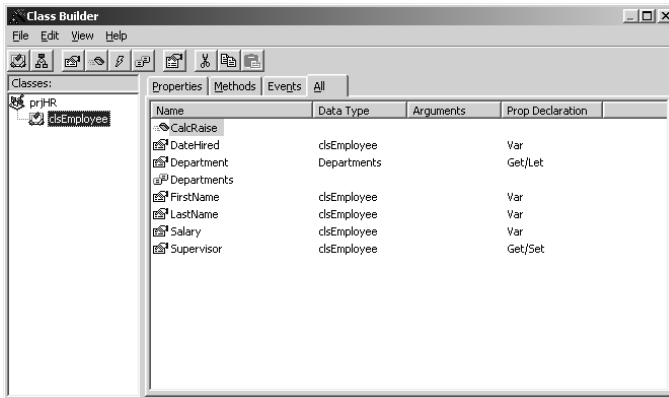 Class Builder
File Edit View Help
Classes:
prjHR
clsEmployee
Properties Methods Events All
Name Data Type Arguments Prop Declaration
CalcRaise
DateHired clsEmployee Var
Department Departments Get/Let
Departments
FirstName clsEmployee Var
LastName clsEmployee Var
Salary clsEmployee Var
Supervisor clsEmployee Get/Set